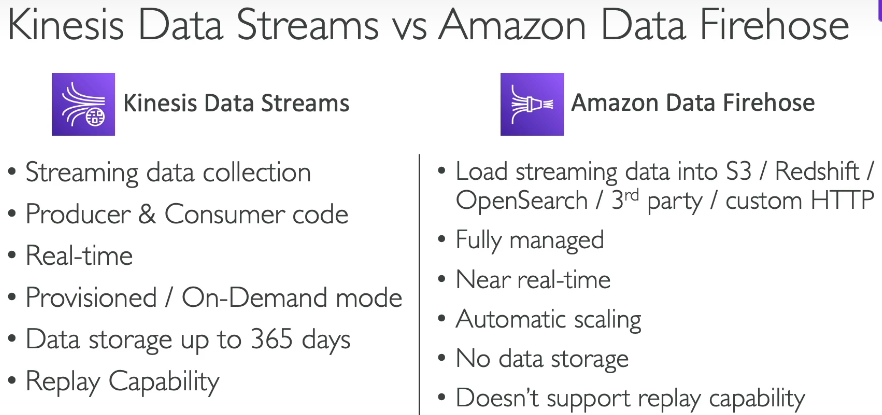 Kinesis Data Streams vs Amazon Data Firehose
Kinesis Data Streams
• Streaming data collection
• Producer & Consumer code
• Real-time
• Provisioned / On-Demand mode
• Data storage up to 365 days
• Replay Capability
Amazon Data Firehose
• Load streaming data into S3 / Redshift /
OpenSearch / 3rd party / custom HTTP
• Fully managed
• Near real-time
• Automatic scaling
• No data storage
• Doesn’t support replay capability